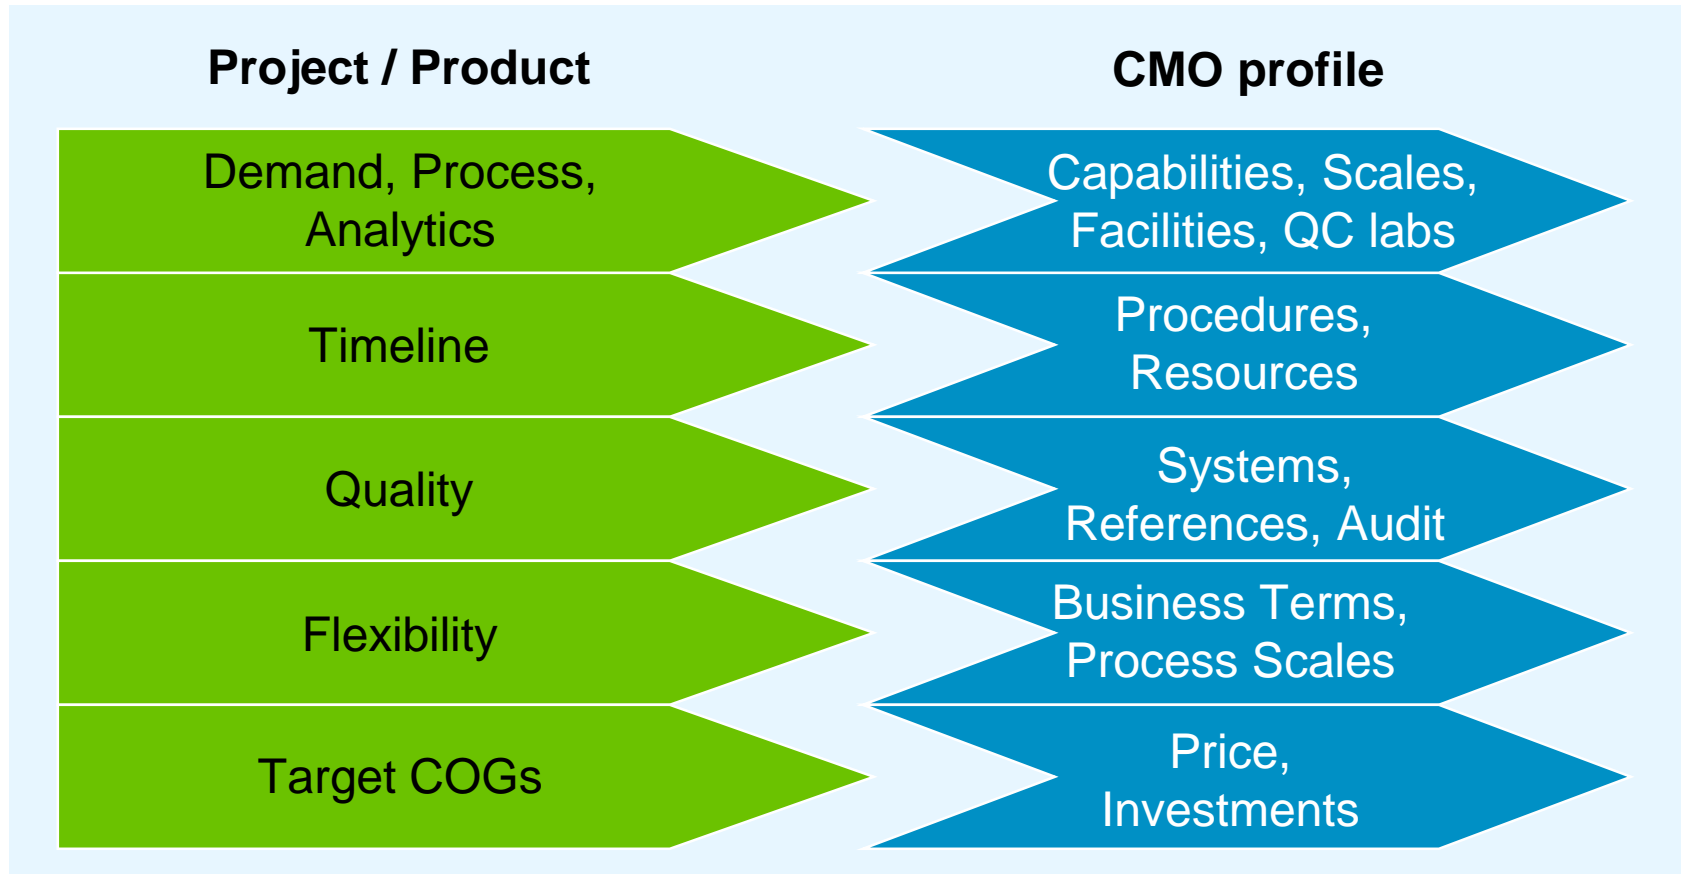 Project / Product
CMO profile
Demand, Process,
Analytics
Capabilities, Scales,
Facilities, QC labs
Timeline
Procedures,
Resources
Quality
Systems,
References, Audit
Flexibility
Business Terms,
Process Scales
Target COGs
Price,
Investments